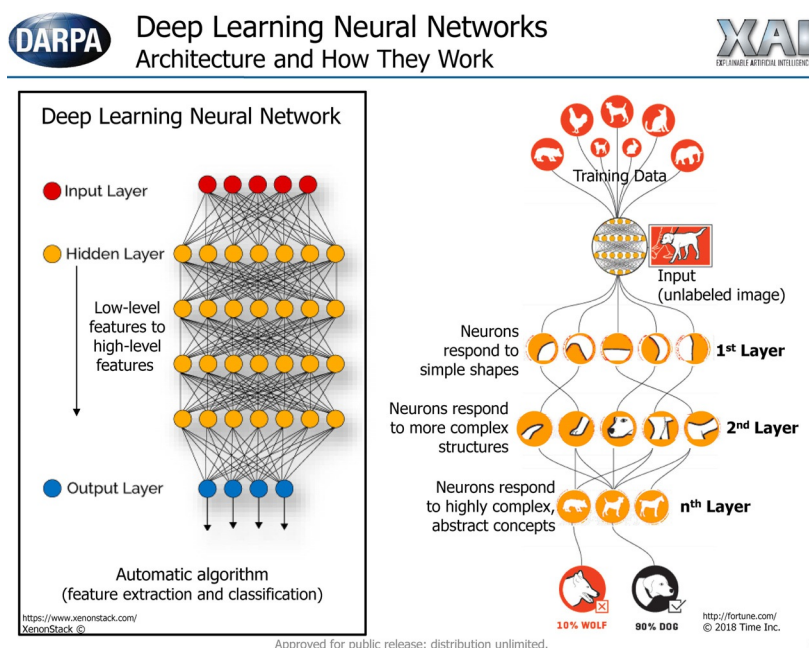 DARPA
Deep Learning Neural Networks
Architecture and How They Work
XAI
EXPLAINABLE ARTIFICIAL INTELLIGENCE
Deep Learning Neural Network
Input Layer
Hidden Layer
Low-level
features to
high-level
features
Output Layer
Automatic algorithm
(feature extraction and classification)
https://www.xenonstack.com/
XenonStack ©
Training Data
Input
(unlabeled image)
Neurons
respond to
simple shapes
1st Layer
Neurons respond
to more complex
structures
2nd Layer
Neurons respond
to highly complex,
abstract concepts
nth Layer
10% WOLF
90% DOG
http://fortune.com/
© 2018 Time Inc.
Approved for public release: distribution unlimited.